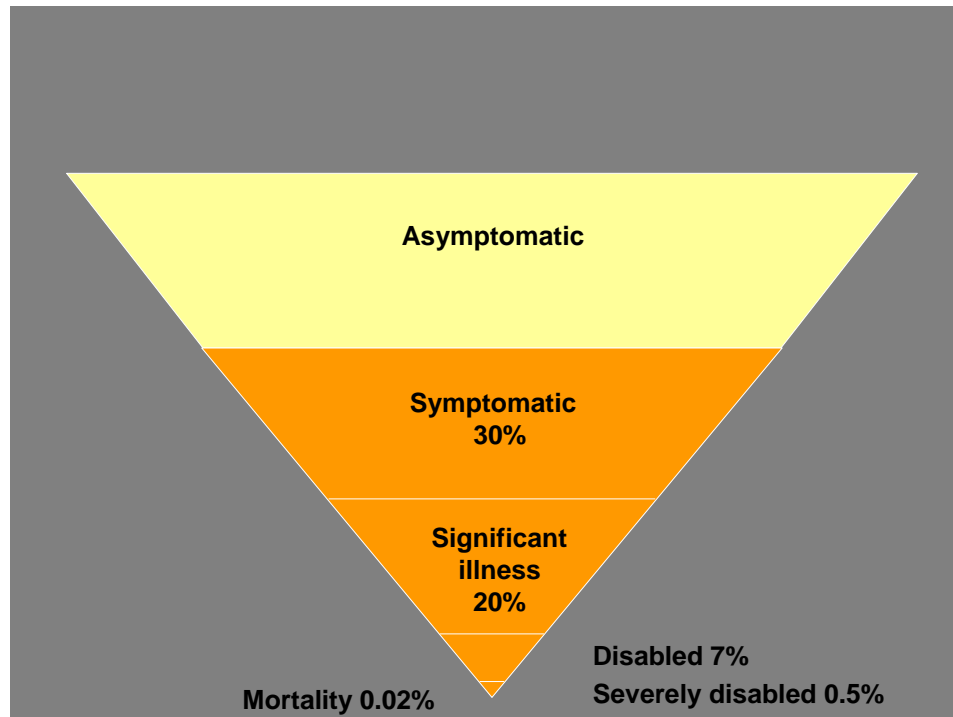 Asymptomatic
Symptomatic
30%
Significant
illness
20%
Disabled 7%
Severely disabled 0.5%
Mortality 0.02%